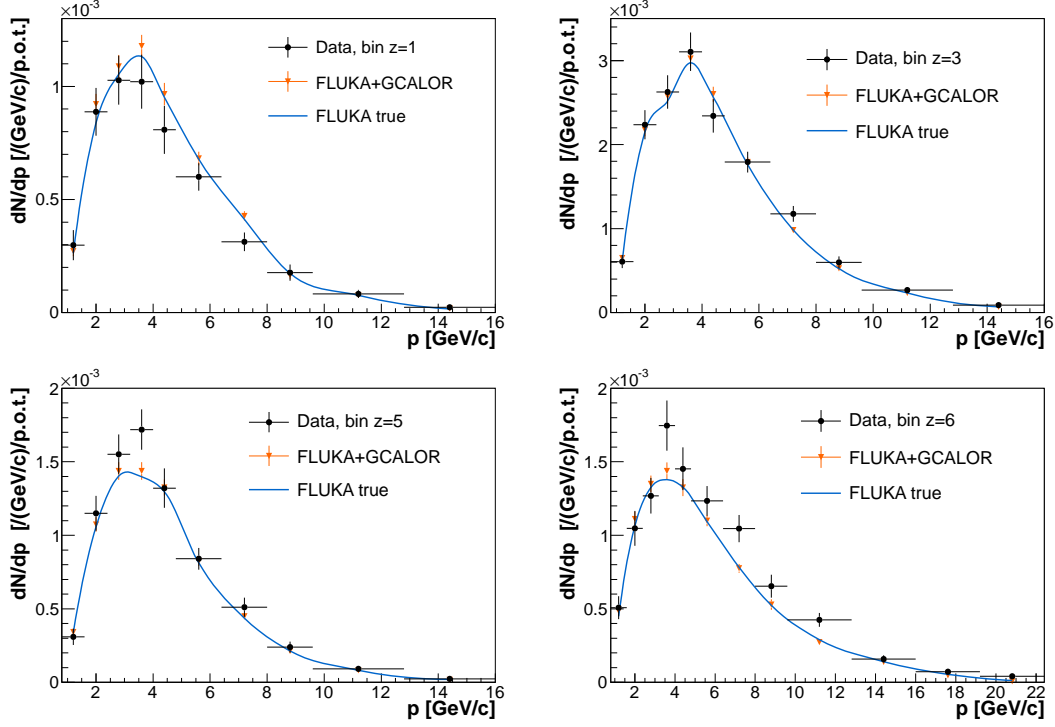 ×10⁻³
dN/dp [/(GeV/c)/p.o.t.]
1
0.5
0
Data, bin z=1
FLUKA+GCALOR
FLUKA true
2 4 6 8 10 12 14 16
p [GeV/c]
×10⁻³
dN/dp [/(GeV/c)/p.o.t.]
3
2
1
0
Data, bin z=3
FLUKA+GCALOR
FLUKA true
2 4 6 8 10 12 14 16
p [GeV/c]
×10⁻³
dN/dp [/(GeV/c)/p.o.t.]
2
1.5
1
0.5
0
Data, bin z=5
FLUKA+GCALOR
FLUKA true
2 4 6 8 10 12 14 16
p [GeV/c]
×10⁻³
dN/dp [/(GeV/c)/p.o.t.]
2
1.5
1
0.5
0
Data, bin z=6
FLUKA+GCALOR
FLUKA true
2 4 6 8 10 12 14 16 18 20 22
p [GeV/c]